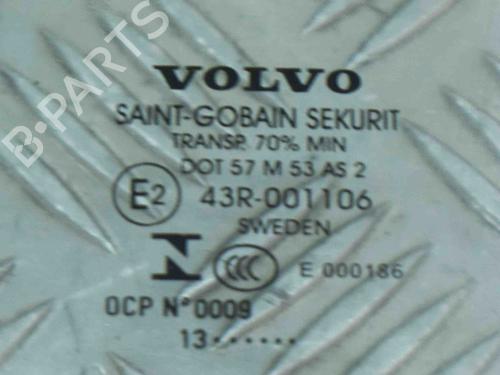 B-PARTS
VOLVO
SAINT-GOBAIN SEKURIT
TRANSP. 70% MIN
DOT 57 M 53 AS 2
E2 43R-001106
SWEDEN
N CCC E 000186
OCP N°0009
13······